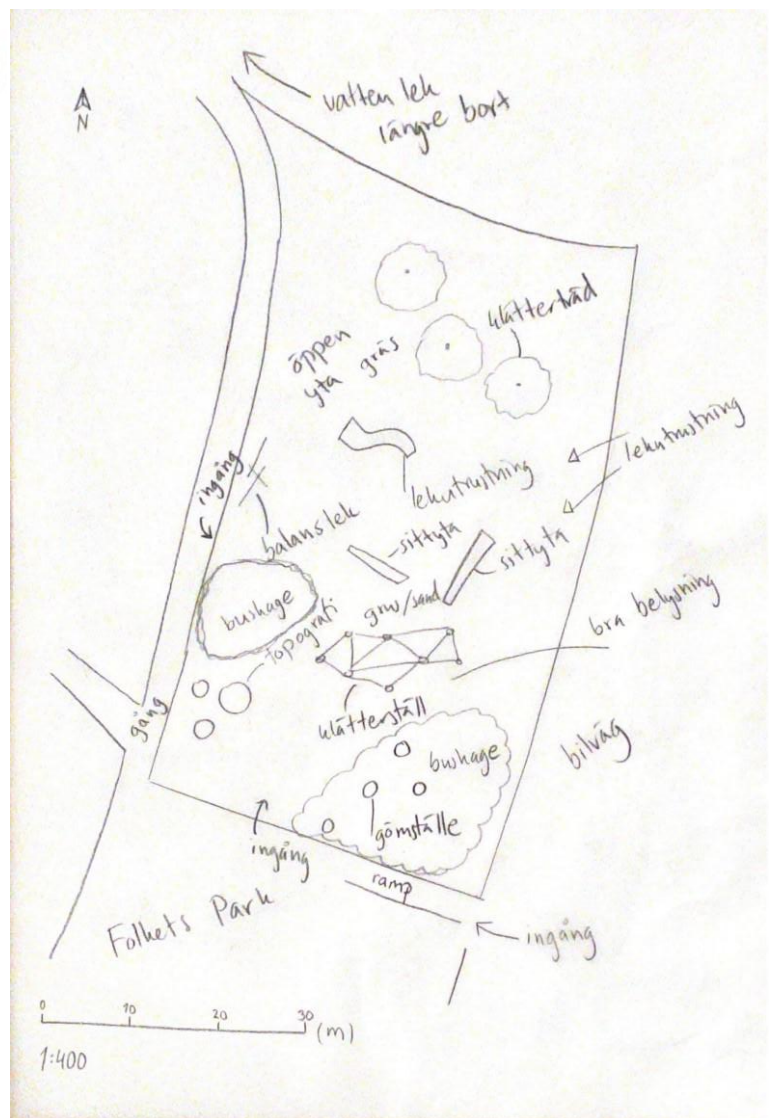 N
vatten lek
längre bort
klätterträd
öppen
yta gräs
lekutrustning
lekutrustning
lekutrustning
ingång
balanslek
sittyta
sittyta
grus/sand
bra belysning
buskage
topografi
klätterställ
gång
buskage
bilväg
gömställe
ingång
ramp
Folkets Park
ingång
0 10 20 30 (m)
1:400